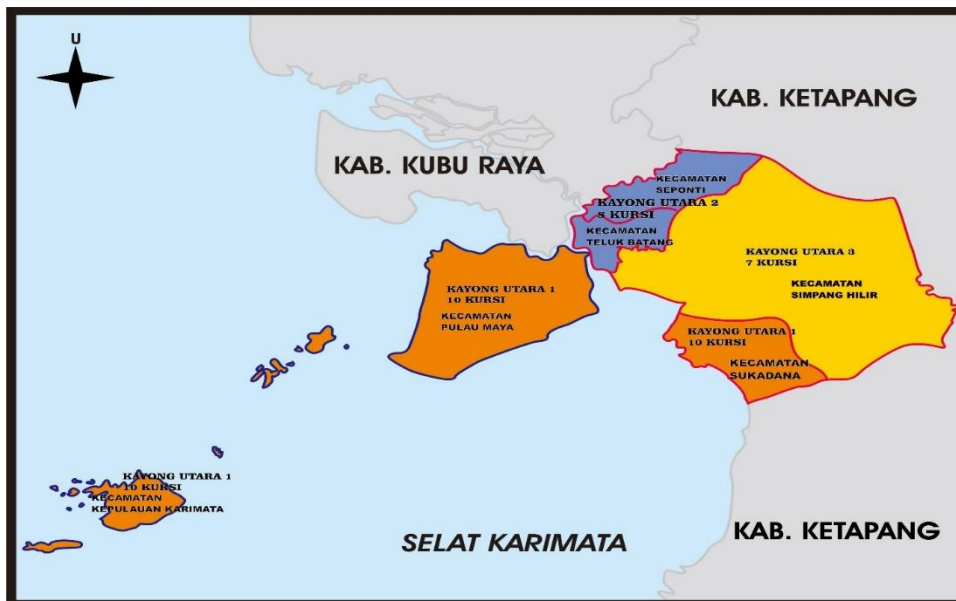 U
KAB. KETAPANG
KAB. KUBU RAYA
KECAMATAN
SEPONTI
KAYONG UTARA 2
8 KURSI
KECAMATAN
TELUK BATANG
KAYONG UTARA 3
7 KURSI
KECAMATAN
SIMPANG HILIR
KAYONG UTARA 1
10 KURSI
KECAMATAN
PULAU MAYA
KAYONG UTARA 1
10 KURSI
KECAMATAN
SUKADANA
KAYONG UTARA 1
10 KURSI
KECAMATAN
KEPULAUAN KARIMATA
SELAT KARIMATA
KAB. KETAPANG